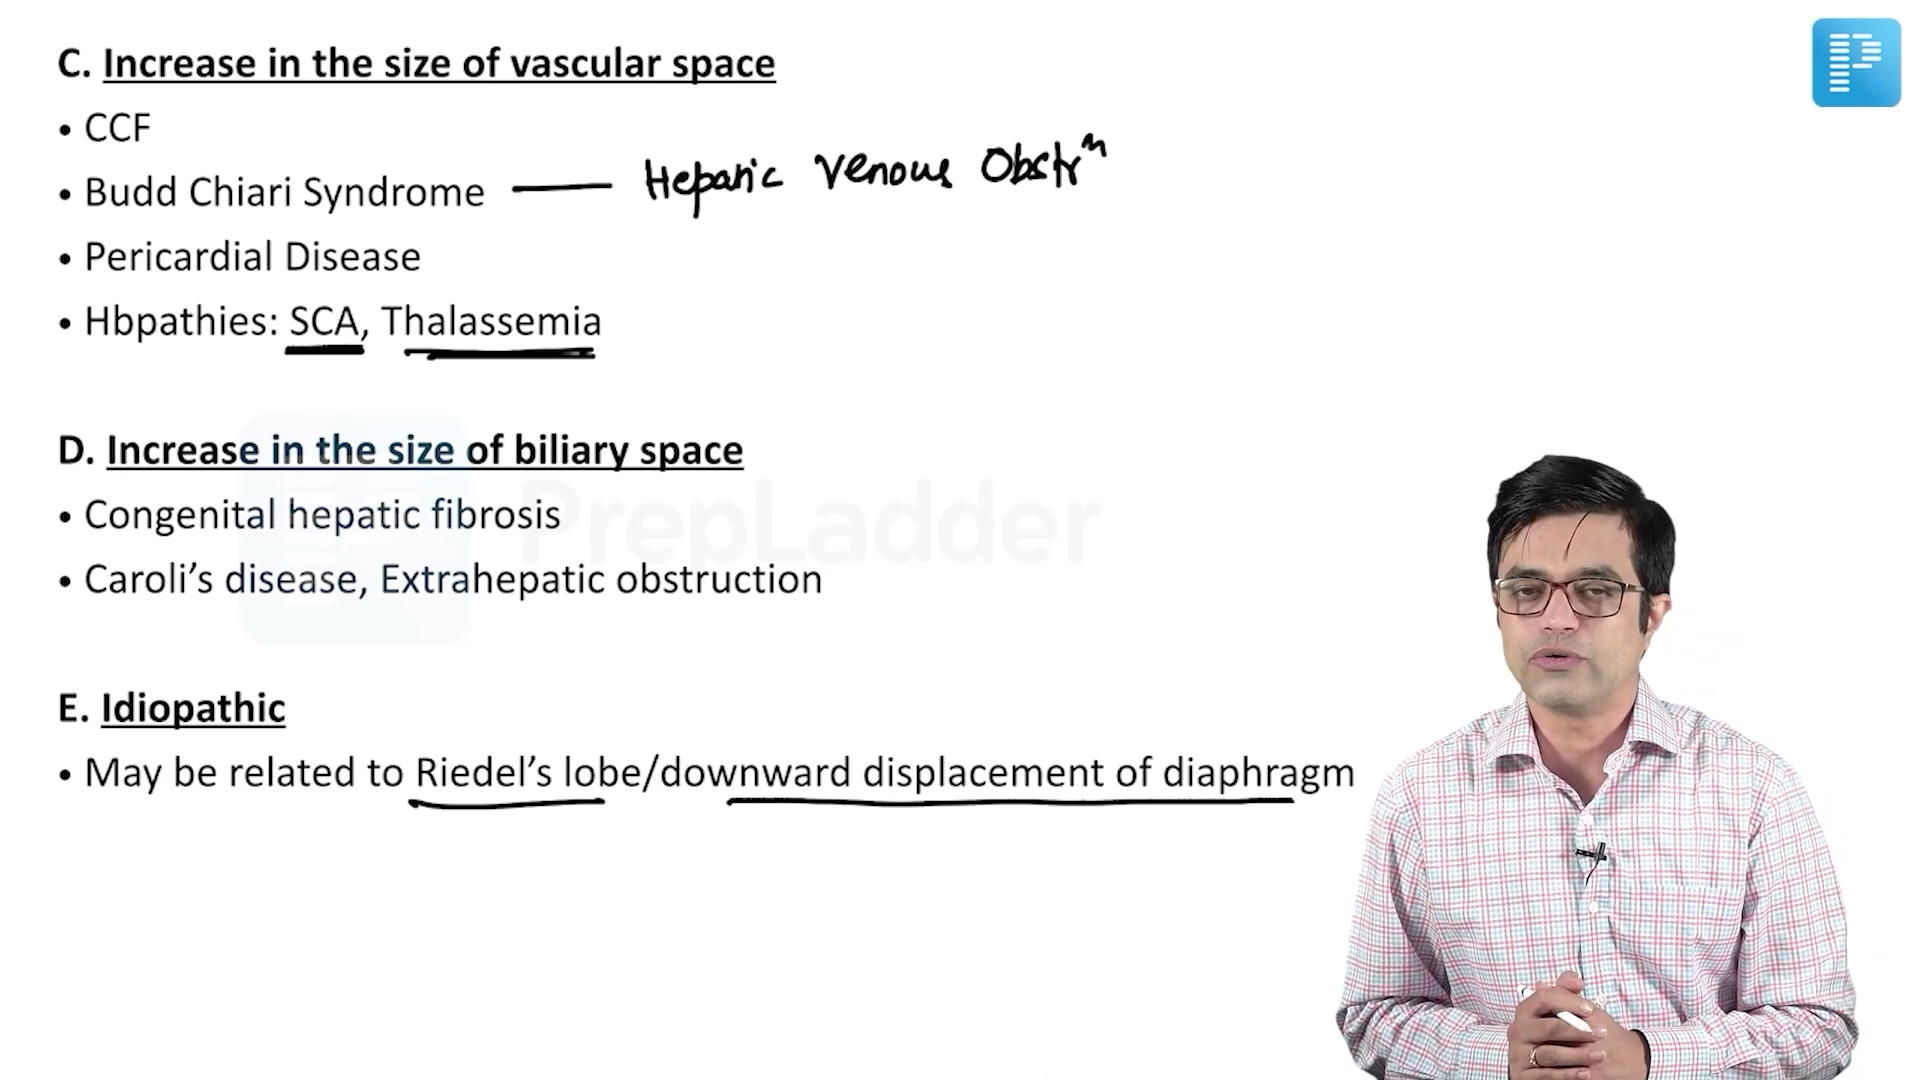 C. Increase in the size of vascular space
• CCF
• Budd Chiari Syndrome — Hepatic Venous Obstrⁿ
• Pericardial Disease
• Hbpathies: SCA, Thalassemia
D. Increase in the size of biliary space
• Congenital hepatic fibrosis
PrepLadder
• Caroli’s disease, Extrahepatic obstruction
E. Idiopathic
• May be related to Riedel’s lobe/downward displacement of diaphragm